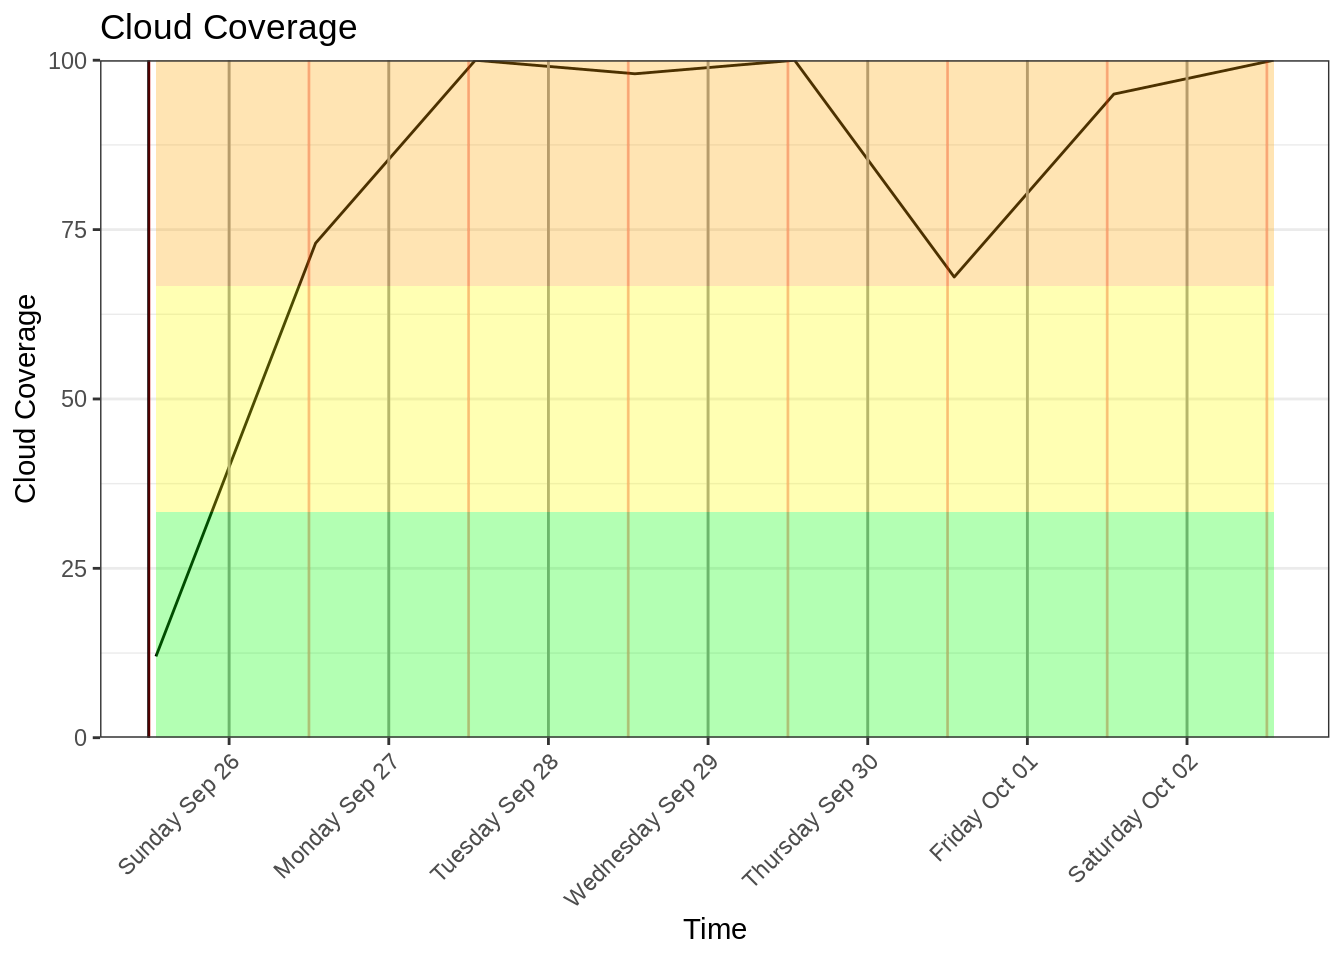 Cloud Coverage
100
75
50
25
0
Cloud Coverage
Sunday Sep 26
Monday Sep 27
Tuesday Sep 28
Wednesday Sep 29
Thursday Sep 30
Friday Oct 01
Saturday Oct 02
Time